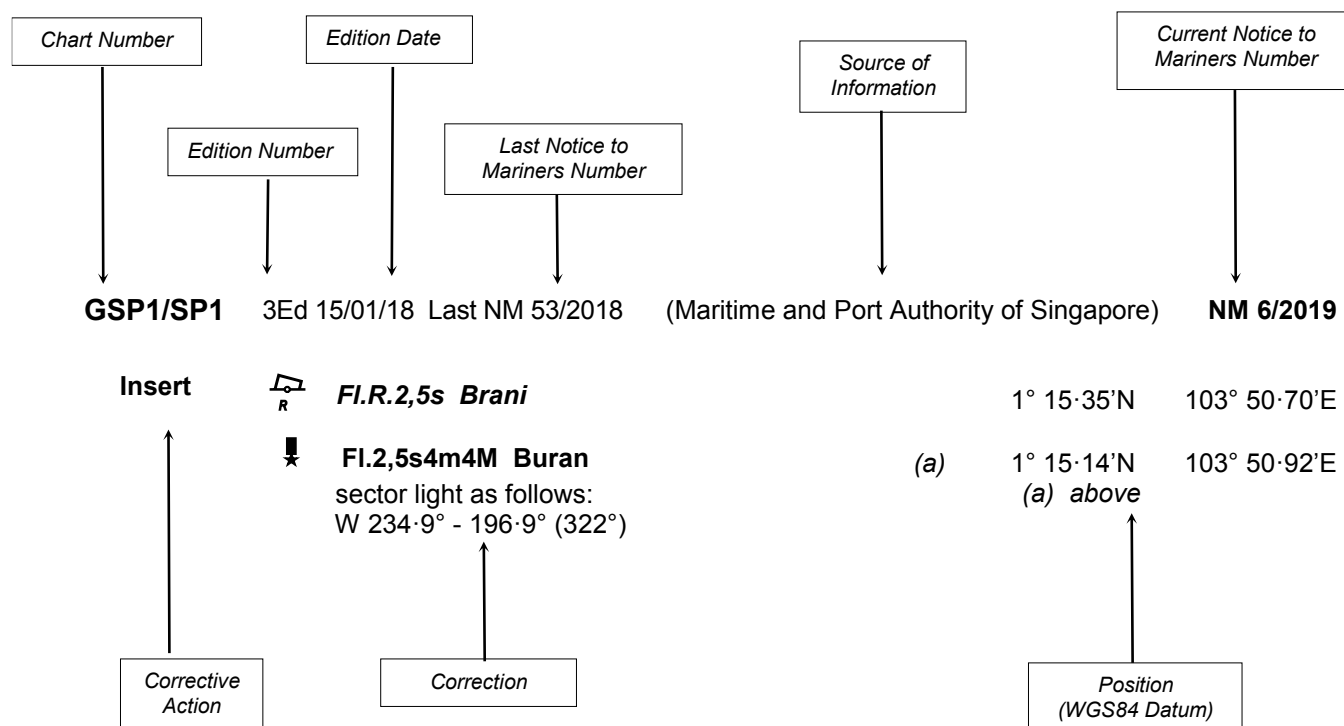 Chart Number
Edition Date
Current Notice to
Mariners Number
Source of
Information
Edition Number
Last Notice to
Mariners Number
GSP1/SP1 3Ed 15/01/18 Last NM 53/2018 (Maritime and Port Authority of Singapore) NM 6/2019
Insert R Fl.R.2,5s Brani 1° 15·35’N 103° 50·70’E
Fl.2,5s4m4M Buran (a) 1° 15·14’N 103° 50·92’E
sector light as follows: (a) above
W 234·9° - 196·9° (322°)
Corrective
Action
Correction
Position
(WGS84 Datum)